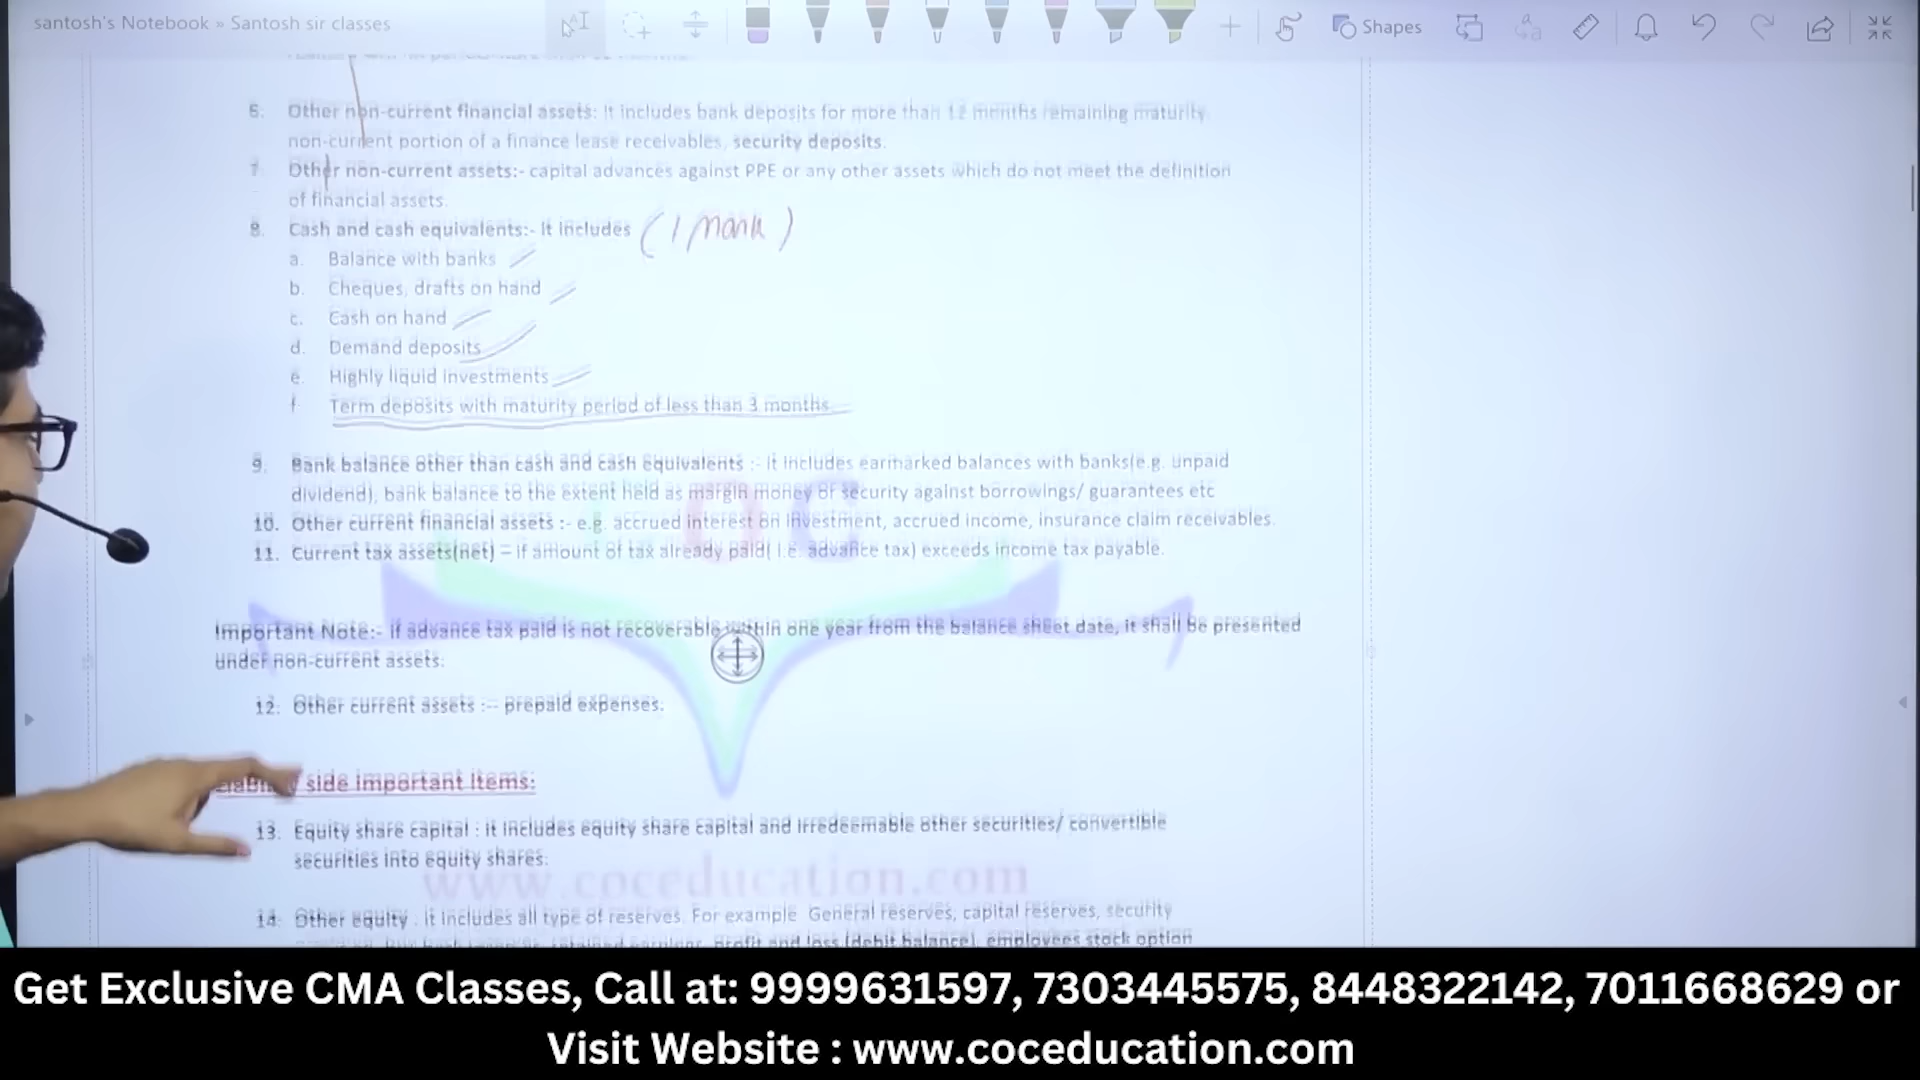 santosh's Notebook » Santosh sir classes
Shapes
6. Other non-current financial assets: It includes bank deposits for more than 12 months remaining maturity
non-current portion of a finance lease receivables, security deposits.
7 Other non-current assets:- capital advances against PPE or any other assets which do not meet the definition
of financial assets.
8. Cash and cash equivalents:- It includes (1 mark)
a. Balance with banks
b. Cheques, drafts on hand
c. Cash on hand
d. Demand deposits
e. Highly liquid investments
f Term deposits with maturity period of less than 3 months
9. Bank balance other than cash and cash equivalents :- it includes earmarked balances with banks(e.g. unpaid
dividend), bank balance to the extent held as margin money or security against borrowings/ guarantees etc
10. Other current financial assets :- e.g. accrued interest on investment, accrued income, insurance claim receivables.
11. Current tax assets(net) = if amount of tax already paid( i.e. advance tax) exceeds income tax payable.
Important Note:- if advance tax paid is not recoverable within one year from the balance sheet date, it shall be presented
under non-current assets.
12. Other current assets :-- prepaid expenses.
side important items:
13. Equity share capital : it includes equity share capital and irredeemable other securities/ convertible
securities into equity shares.
www.coceducation.com
14. Other equity . it includes all type of reserves. For example General reserves, capital reserves, security
retained earnings, profit and loss (debit balance), employees stock option
Get Exclusive CMA Classes, Call at: 9999631597, 7303445575, 8448322142, 7011668629 or
Visit Website : www.coceducation.com